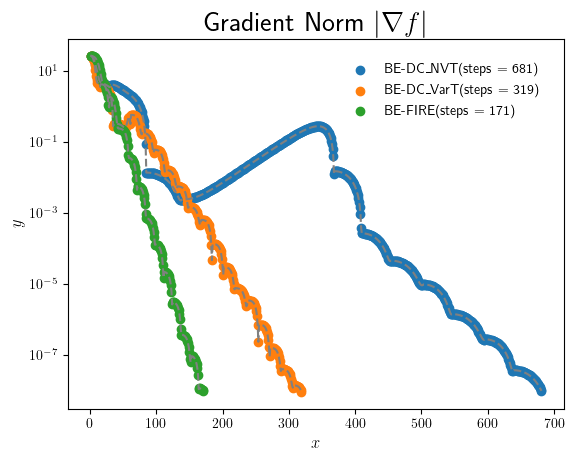 Gradient Norm |∇f|
BE-DC_NVT(steps = 681)
BE-DC_VarT(steps = 319)
BE-FIRE(steps = 171)
10^1
10^-1
10^-3
10^-5
10^-7
y
0 100 200 300 400 500 600 700
x